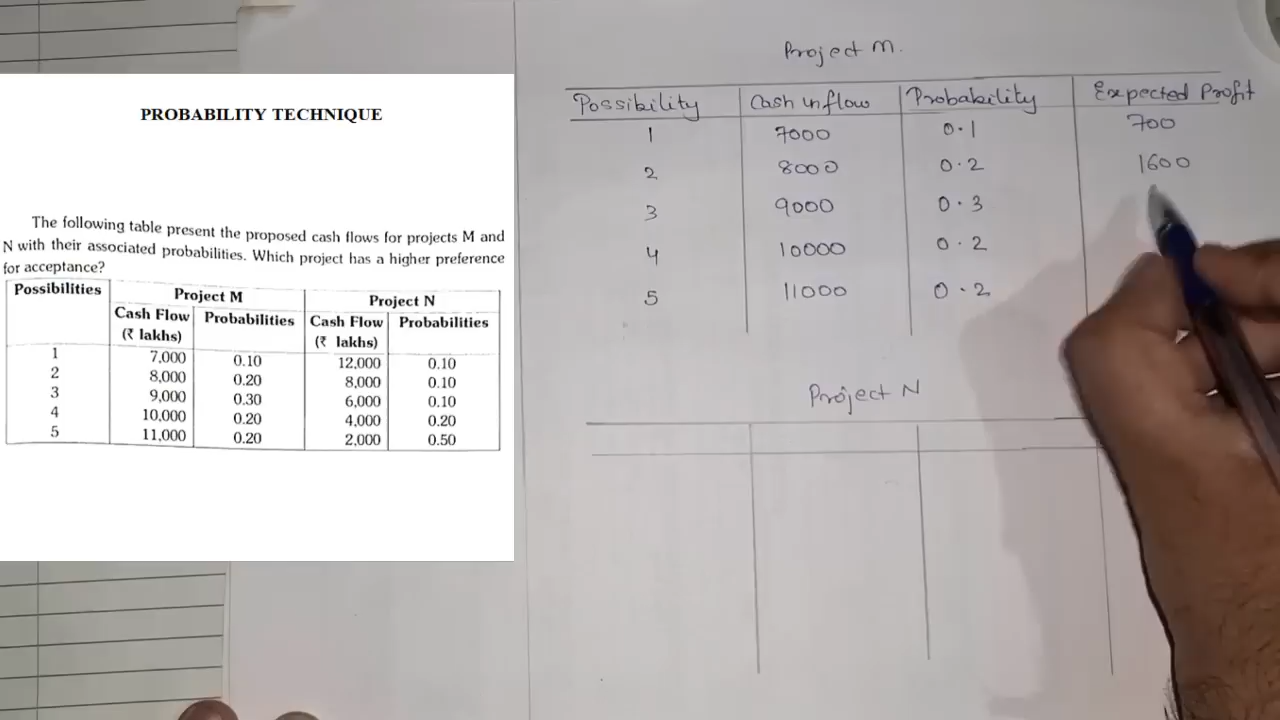 PROBABILITY TECHNIQUE
The following table present the proposed cash flows for projects M and
N with their associated probabilities. Which project has a higher preference
for acceptance?
Possibilities Project M Project N
Cash Flow (₹ lakhs) Probabilities Cash Flow (₹ lakhs) Probabilities
1 7,000 0.10 12,000 0.10
2 8,000 0.20 8,000 0.10
3 9,000 0.30 6,000 0.10
4 10,000 0.20 4,000 0.20
5 11,000 0.20 2,000 0.50
Project M.
Possibility Cash inflow Probability Expected Profit
1 7000 0.1 700
2 8000 0.2 1600
3 9000 0.3
4 10000 0.2
5 11000 0.2
Project N